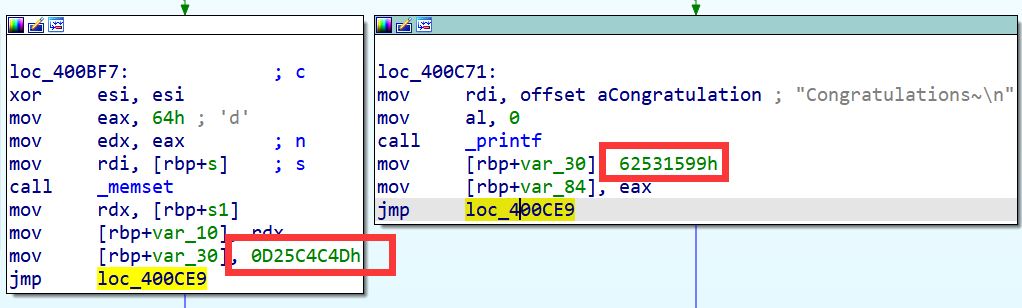 loc_400BF7: ; c
xor esi, esi
mov eax, 64h ; 'd'
mov edx, eax ; n
mov rdi, [rbp+s] ; s
call _memset
mov rdx, [rbp+s1]
mov [rbp+var_10], rdx
mov [rbp+var_30], 0D25C4C4Dh
jmp loc_400CE9
loc_400C71:
mov rdi, offset aCongratulation ; "Congratulations~\n"
mov al, 0
call _printf
mov [rbp+var_30] 62531599h
mov [rbp+var_84], eax
jmp loc_400CE9